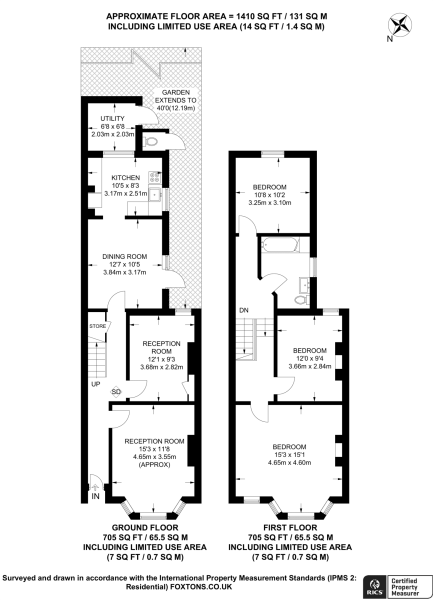 APPROXIMATE FLOOR AREA = 1410 SQ FT / 131 SQ M
INCLUDING LIMITED USE AREA (14 SQ FT / 1.4 SQ M)
N
GARDEN
EXTENDS TO
40'0(12.19m)
UTILITY
6'8 x 6'8
2.03m x 2.03m
KITCHEN
10'5 x 8'3
3.17m x 2.51m
DINING ROOM
12'7 x 10'5
3.84m x 3.17m
STORE
RECEPTION
ROOM
12'1 x 9'3
3.68m x 2.82m
UP
SD
RECEPTION ROOM
15'3 x 11'8
4.65m x 3.55m
(APPROX)
IN
GROUND FLOOR
705 SQ FT / 65.5 SQ M
INCLUDING LIMITED USE AREA
(7 SQ FT / 0.7 SQ M)
BEDROOM
10'8 x 10'2
3.25m x 3.10m
DN
BEDROOM
12'0 x 9'4
3.66m x 2.84m
BEDROOM
15'3 x 15'1
4.65m x 4.60m
FIRST FLOOR
705 SQ FT / 65.5 SQ M
INCLUDING LIMITED USE AREA
(7 SQ FT / 0.7 SQ M)
Surveyed and drawn in accordance with the International Property Measurement Standards (IPMS 2:
Residential) FOXTONS.CO.UK
RICS
Certified
Property
Measurer